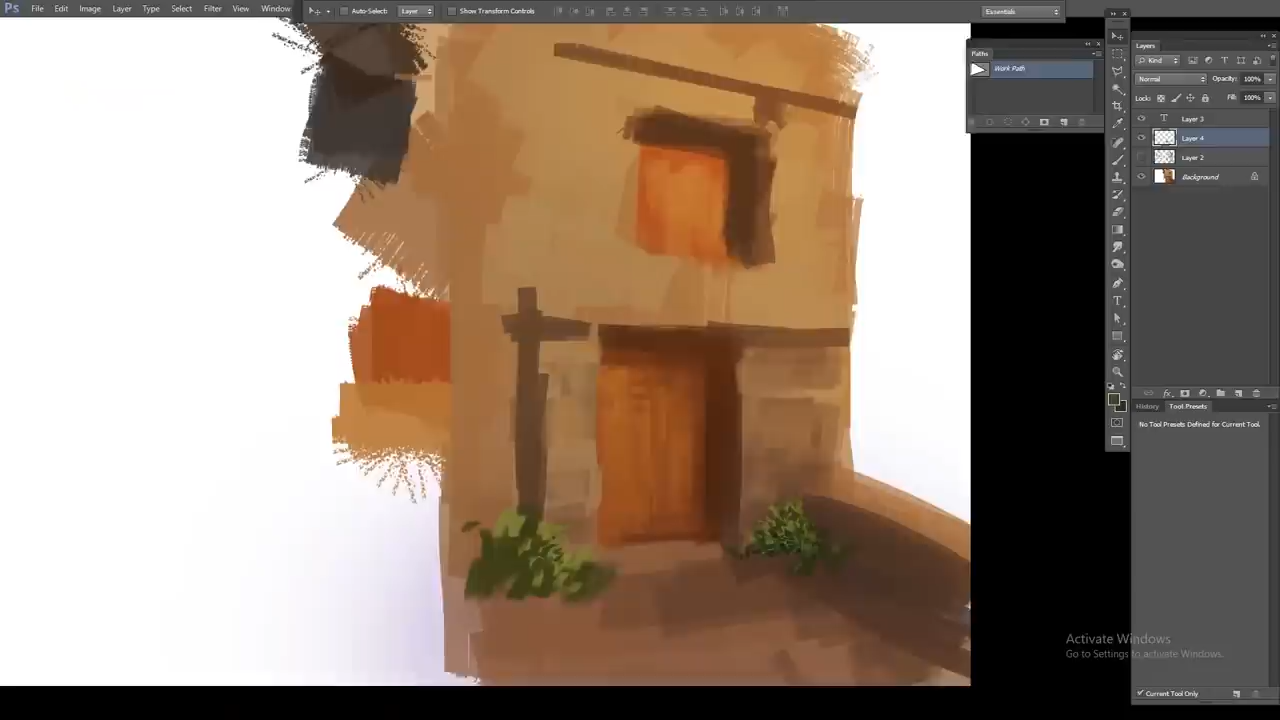 Ps File Edit Image Layer Type Select Filter View Window
Auto-Select: Layer Show Transform Controls Essentials
Paths
Work Path
Layers
Kind
Normal Opacity: 100%
Lock: Fill: 100%
T Layer 3
Layer 4
Layer 2
Background
History Tool Presets
No Tool Presets Defined for Current Tool.
Activate Windows
Go to Settings to activate Windows.
Current Tool Only